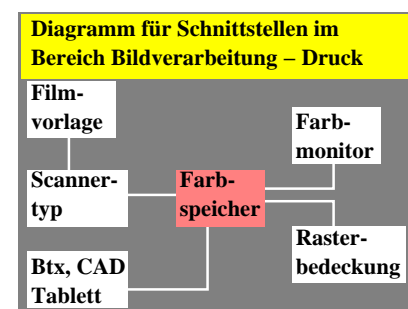 Diagramm für Schnittstellen im
Bereich Bildverarbeitung – Druck
Film-
vorlage
Farb-
monitor
Scanner-
typ
Farb-
speicher
Raster-
bedeckung
Btx, CAD
Tablett